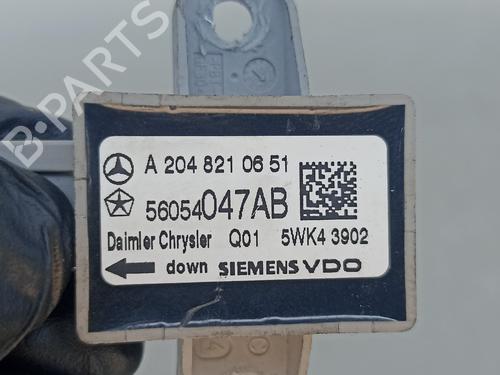 A 204 821 06 51
56054047AB
Daimler Chrysler Q01 5WK4 3902
down SIEMENS VDO
B-PARTS